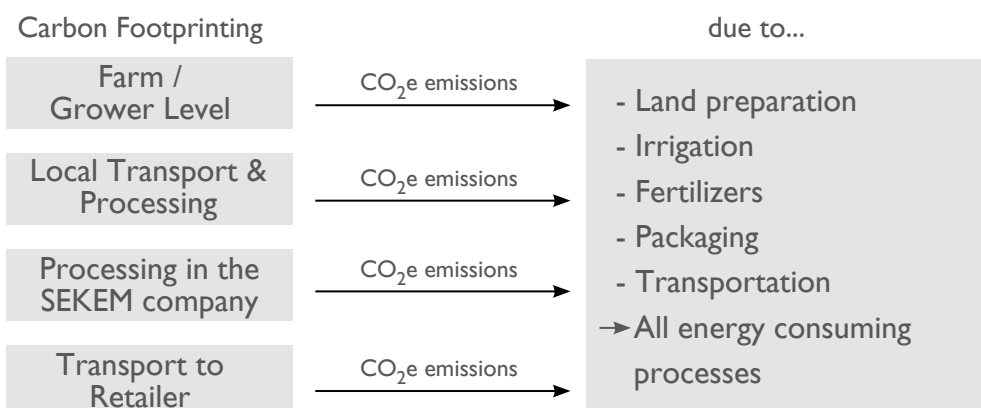 Carbon Footprinting
due to...
Farm /
Grower Level
CO₂e emissions
Local Transport &
Processing
CO₂e emissions
Processing in the
SEKEM company
CO₂e emissions
Transport to
Retailer
CO₂e emissions
- Land preparation
- Irrigation
- Fertilizers
- Packaging
- Transportation
→ All energy consuming
processes